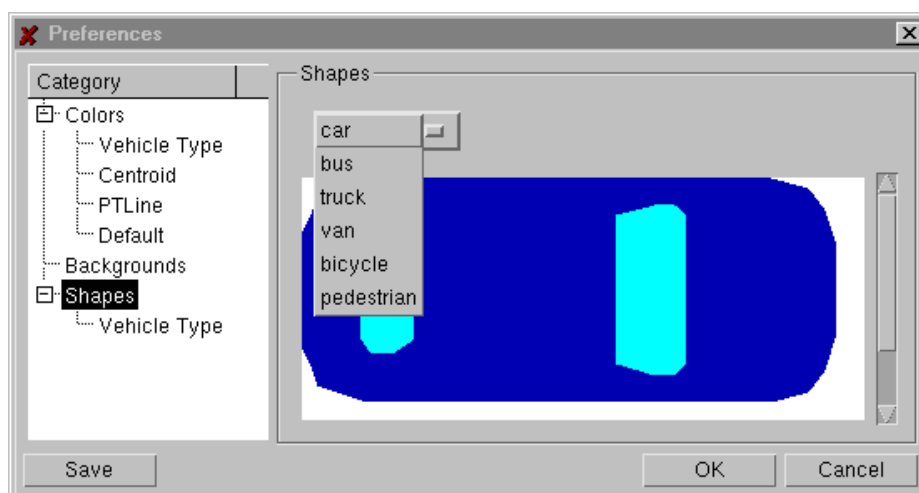 Preferences
Category
Colors
Vehicle Type
Centroid
PTLine
Default
Backgrounds
Shapes
Vehicle Type
Shapes
car
bus
truck
van
bicycle
pedestrian
Save
OK
Cancel